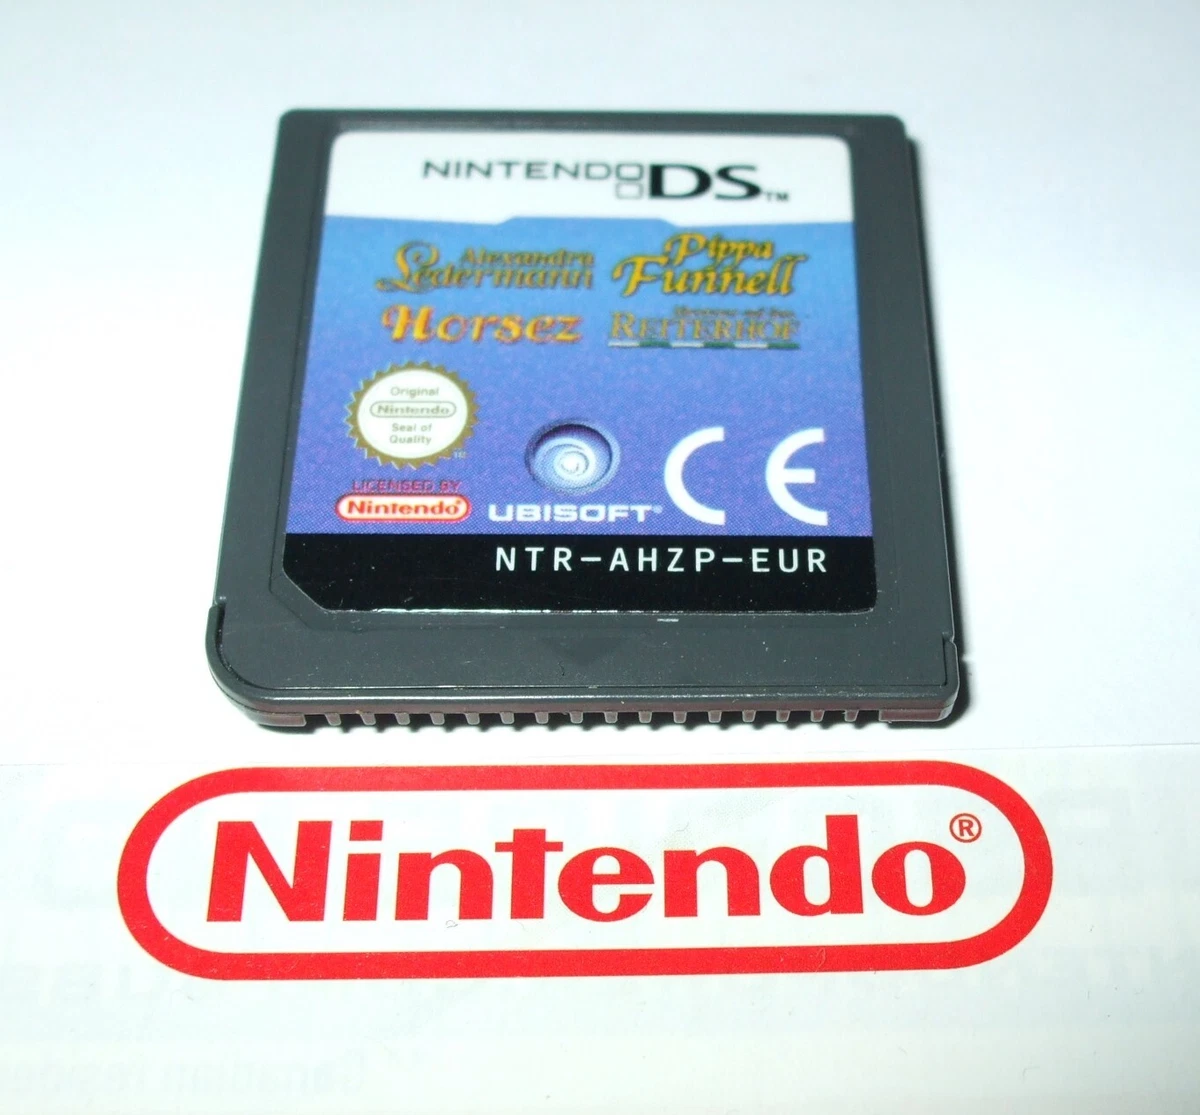 NINTENDO DS™
Alexandra Ledermann
Pippa Funnell
Horsez
REITERHOF
Original
Nintendo
Seal of
Quality
LICENSED BY
Nintendo®
UBISOFT®
CE
NTR-AHZP-EUR
Nintendo®